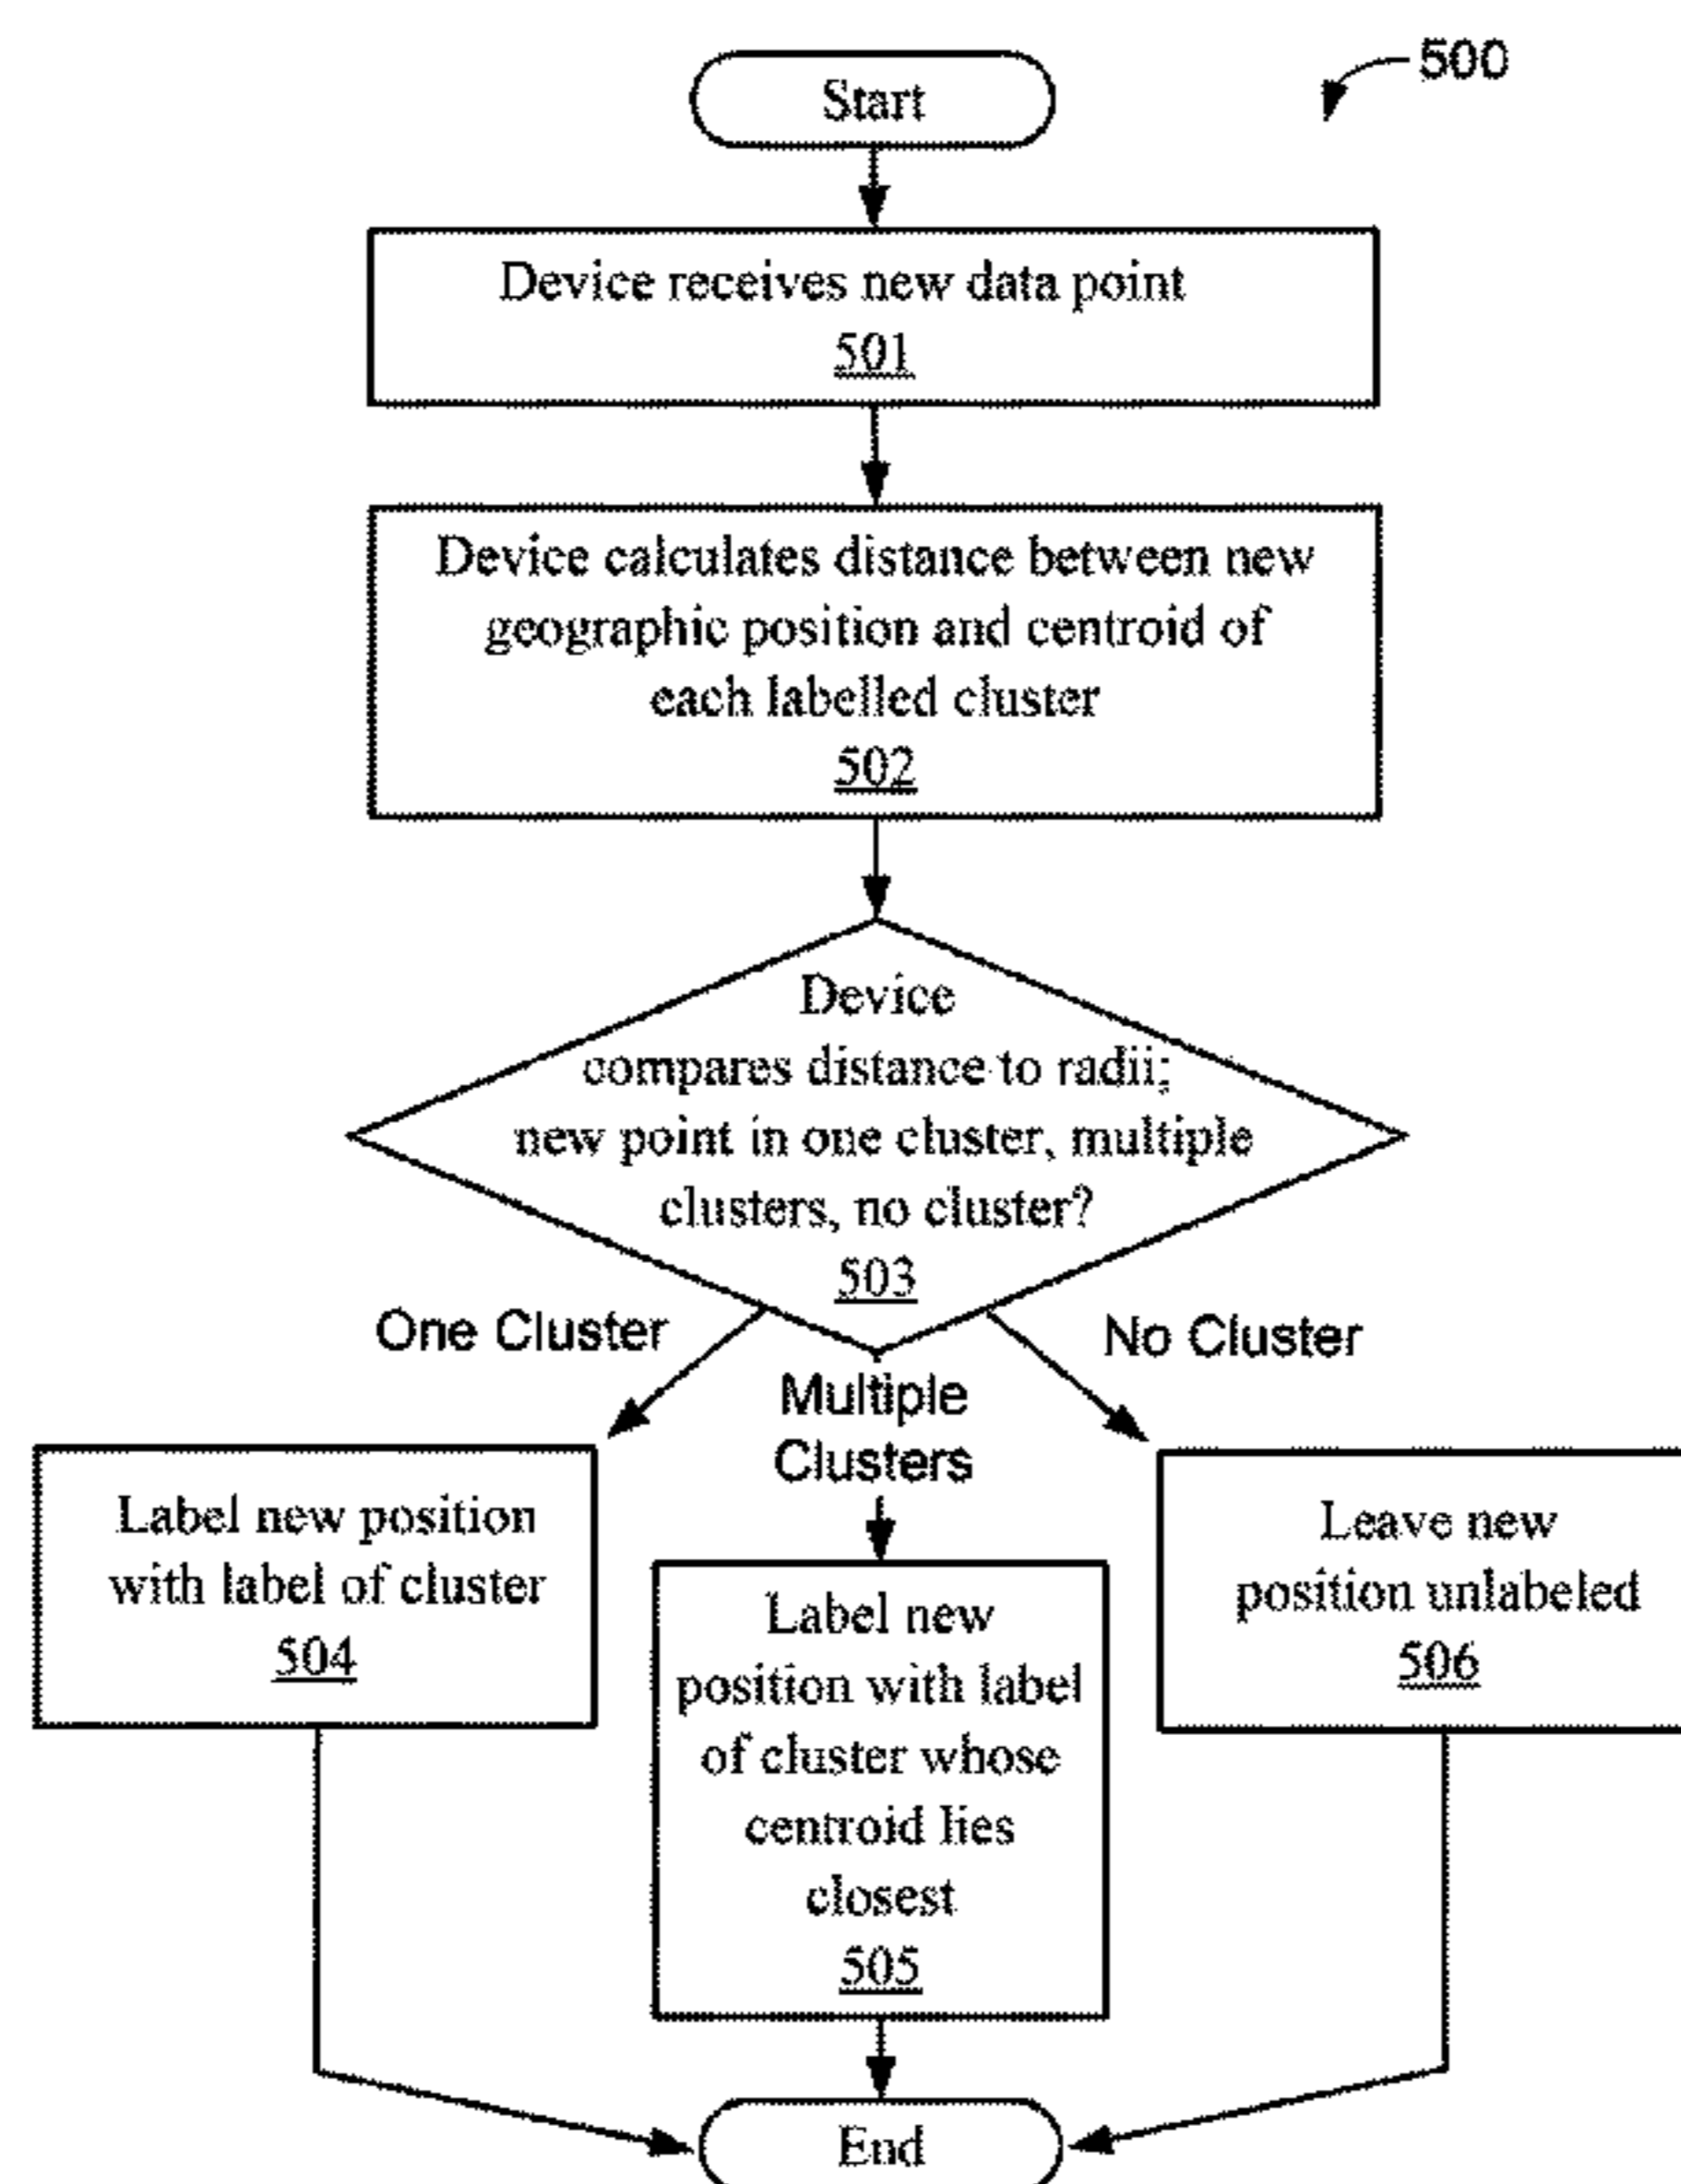 500
Start
Device receives new data point
501
Device calculates distance between new
geographic position and centroid of
each labelled cluster
502
Device
compares distance to radii;
new point in one cluster, multiple
clusters, no cluster?
503
One Cluster
No Cluster
Multiple
Clusters
Label new position
with label of cluster
504
Label new
position with label
of cluster whose
centroid lies
closest
505
Leave new
position unlabeled
506
End